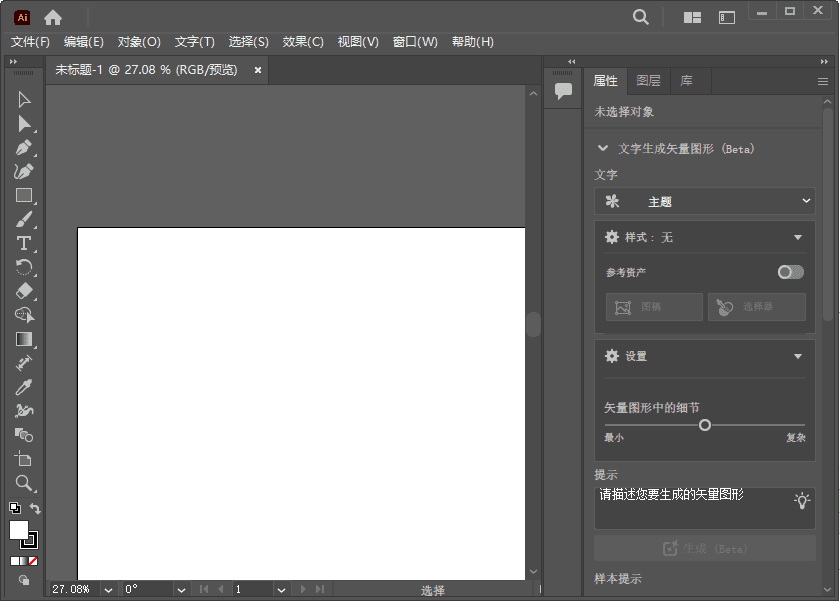 Ai
文件(F) 编辑(E) 对象(O) 文字(T) 选择(S) 效果(C) 视图(V) 窗口(W) 帮助(H)
未标题-1 @ 27.08 % (RGB/预览) ×
属性 图层 库
未选择对象
文字生成矢量图形 (Beta)
文字
主题
样式：无
参考资产
图稿 选择器
设置
矢量图形中的细节
最小 复杂
提示
请描述您要生成的矢量图形
生成 (Beta)
样本提示
27.08% 0° 1 选择